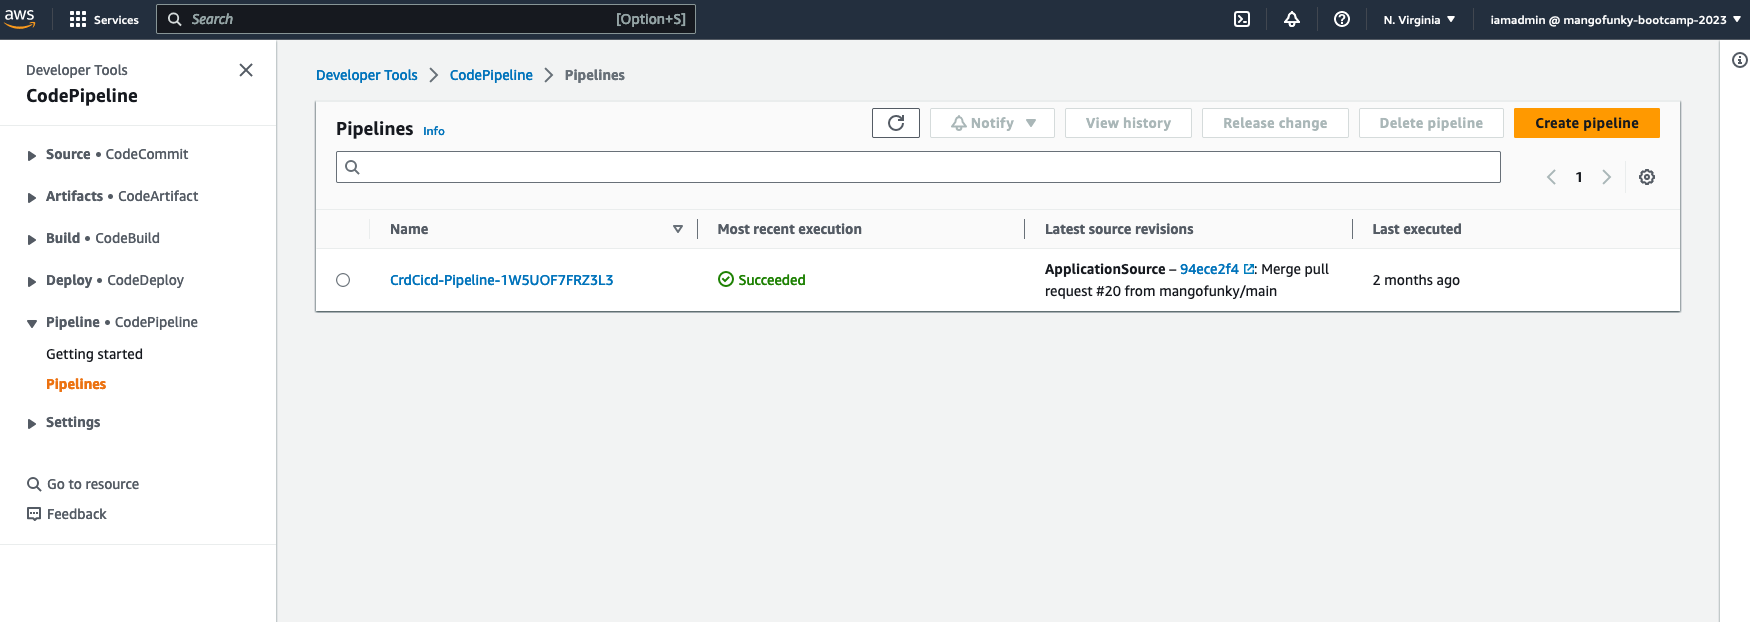 aws
Services
Search
[Option+S]
N. Virginia
iamadmin @ mangofunky-bootcamp-2023
Developer Tools
CodePipeline
Source • CodeCommit
Artifacts • CodeArtifact
Build • CodeBuild
Deploy • CodeDeploy
Pipeline • CodePipeline
Getting started
Pipelines
Settings
Go to resource
Feedback
Developer Tools
CodePipeline
Pipelines
Pipelines Info
Notify
View history
Release change
Delete pipeline
Create pipeline
1
Name
Most recent execution
Latest source revisions
Last executed
CrdCicd-Pipeline-1W5UOF7FRZ3L3
Succeeded
ApplicationSource – 94ece2f4: Merge pull
request #20 from mangofunky/main
2 months ago